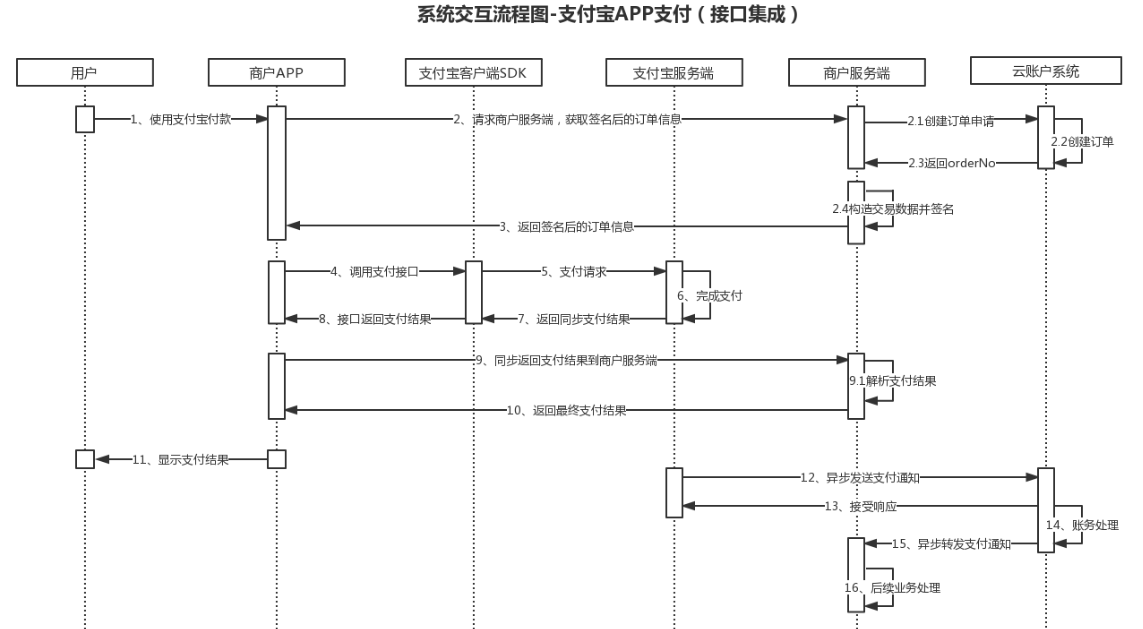 系统交互流程图-支付宝APP支付（接口集成）
用户
商户APP
支付宝客户端SDK
支付宝服务端
商户服务端
云账户系统
1、使用支付宝付款
2、请求商户服务端，获取签名后的订单信息
2.1创建订单申请
2.2创建订单
2.3返回orderNo
2.4构造交易数据并签名
3、返回签名后的订单信息
4、调用支付接口
5、支付请求
6、完成支付
7、返回同步支付结果
8、接口返回支付结果
9、同步返回支付结果到商户服务端
9.1解析支付结果
10、返回最终支付结果
11、显示支付结果
12、异步发送支付通知
13、接受响应
14、账务处理
15、异步转发支付通知
16、后续业务处理